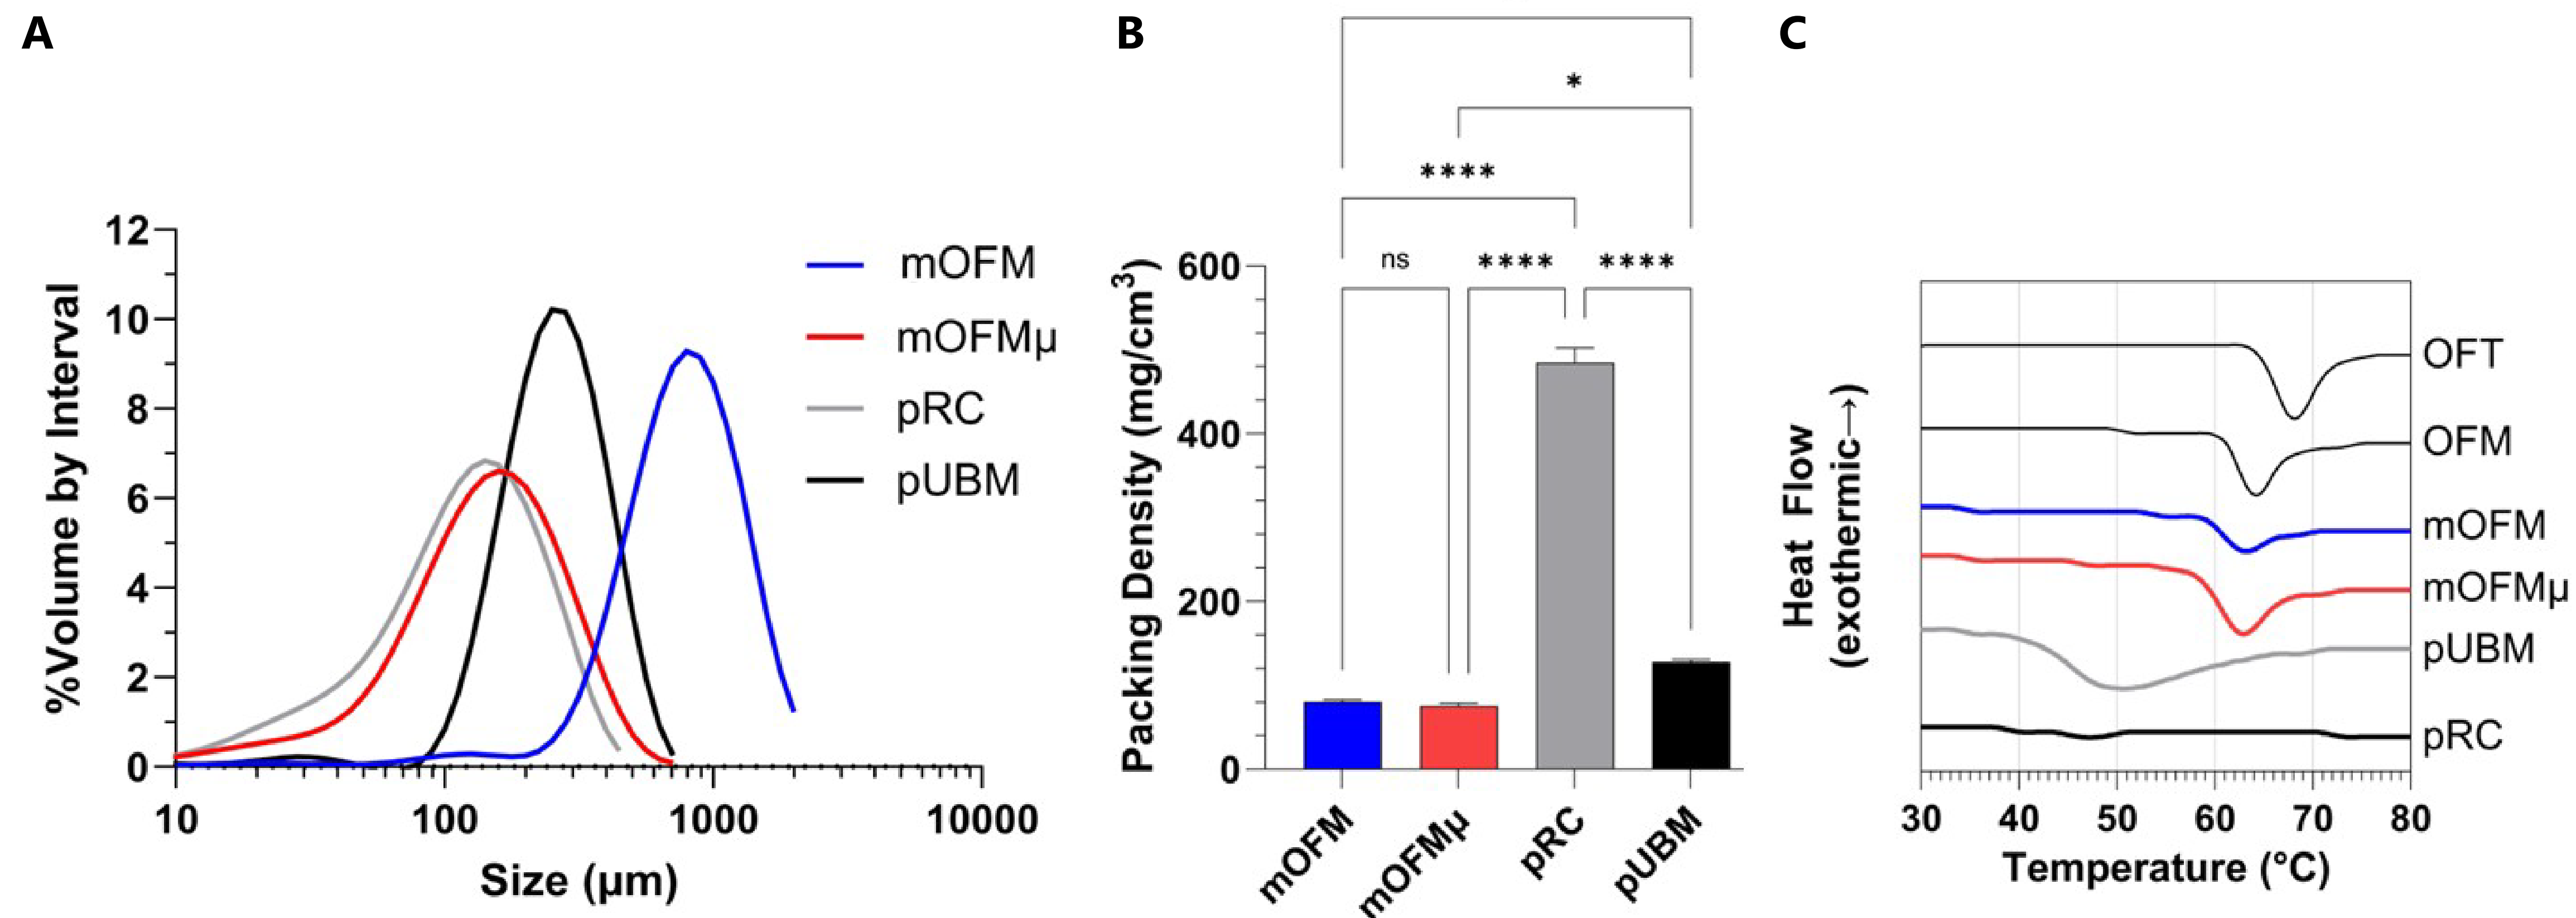 A
12
10
8
6
4
2
0
%Volume by Interval
mOFM
mOFMµ
pRC
pUBM
10
100
1000
10000
Size (µm)
B
*
****
ns
****
****
600
400
200
0
Packing Density (mg/cm³)
mOFM
mOFMµ
pRC
pUBM
C
Heat Flow
(exothermic→)
OFT
OFM
mOFM
mOFMµ
pUBM
pRC
30
40
50
60
70
80
Temperature (°C)